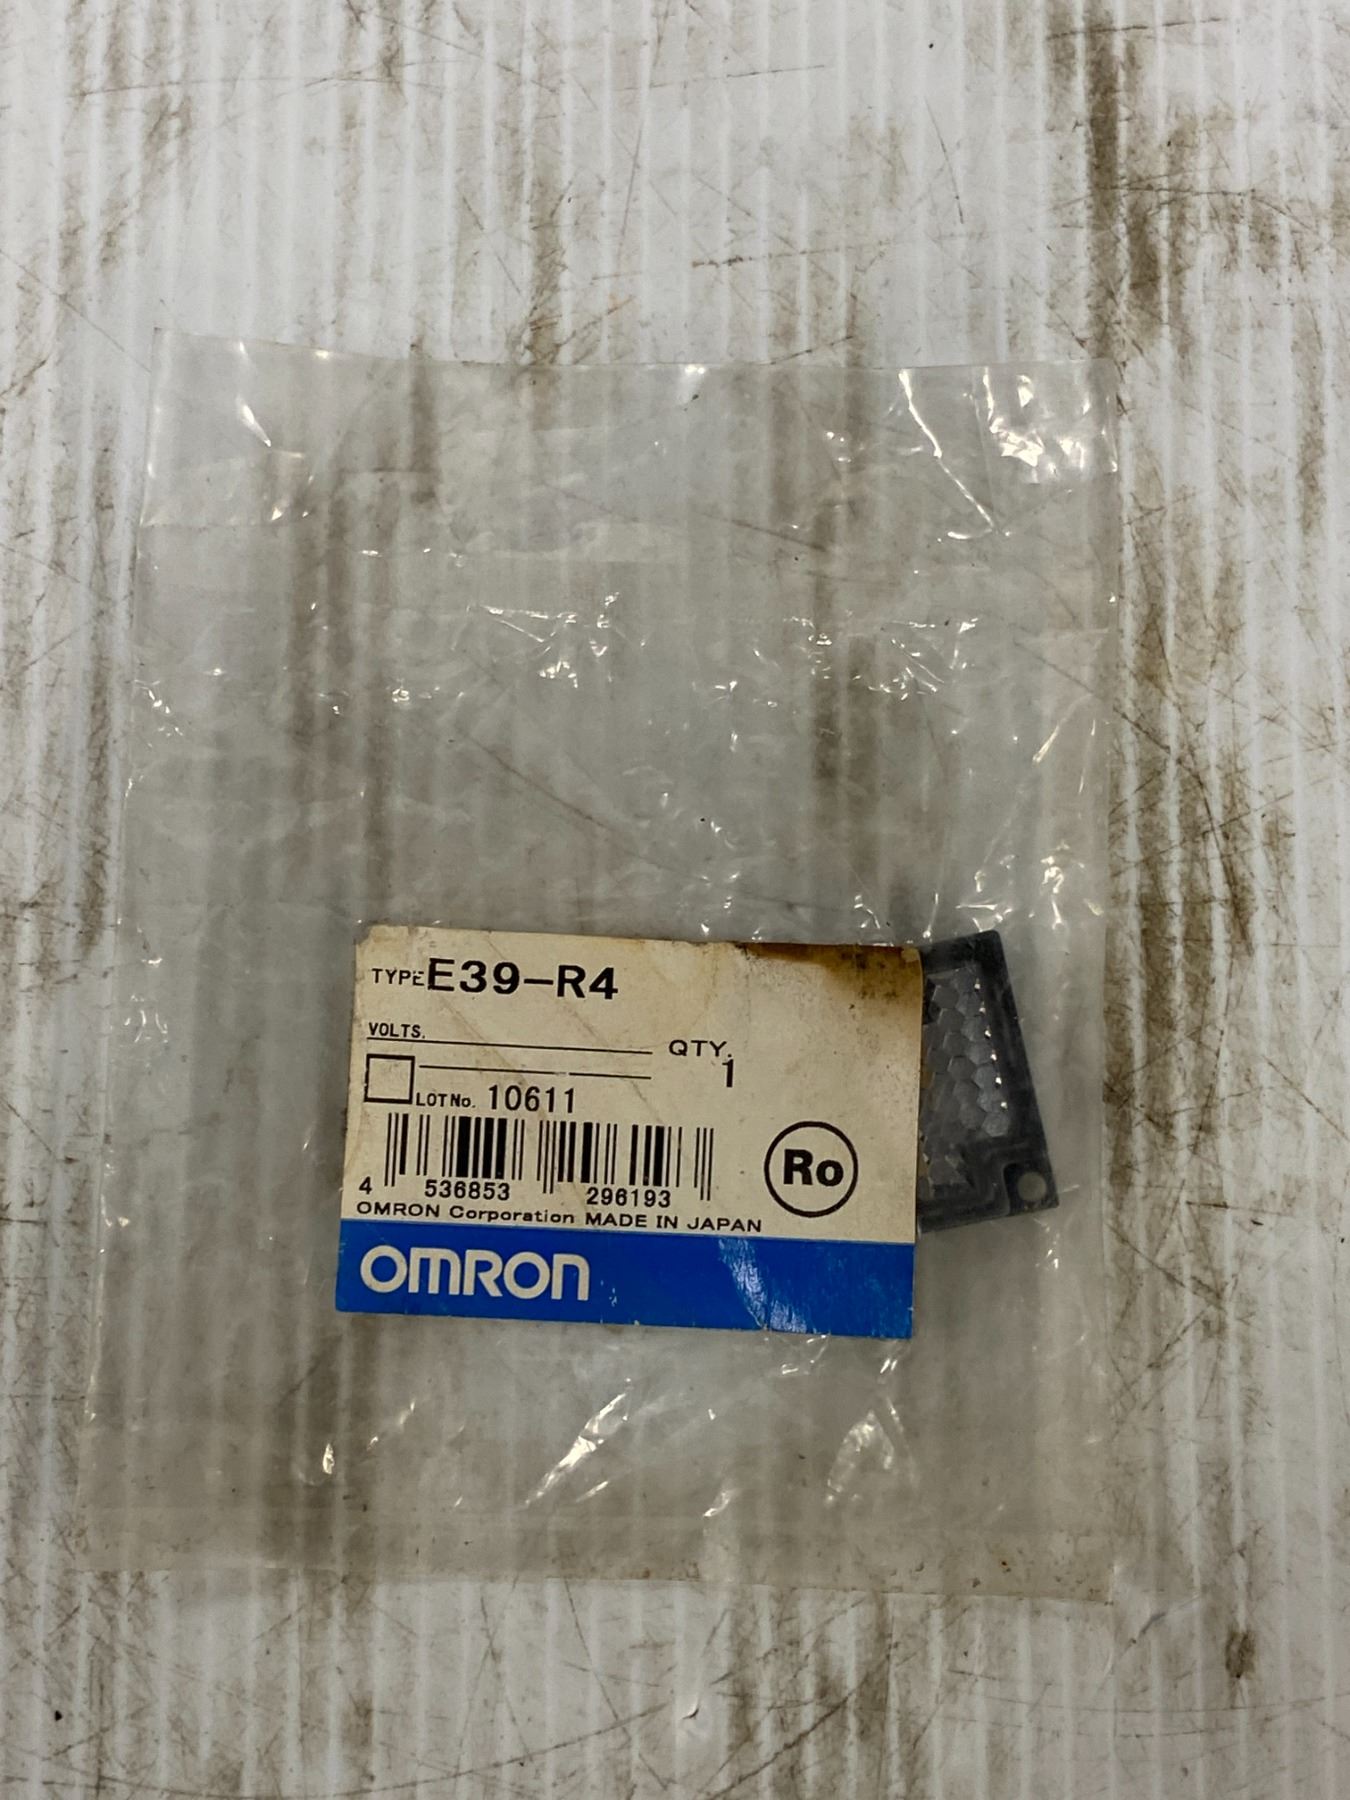 TYPE E39-R4
VOLTS.
QTY.
1
LOT No. 10611
4 536853 296193
Ro
OMRON Corporation MADE IN JAPAN
OMRON